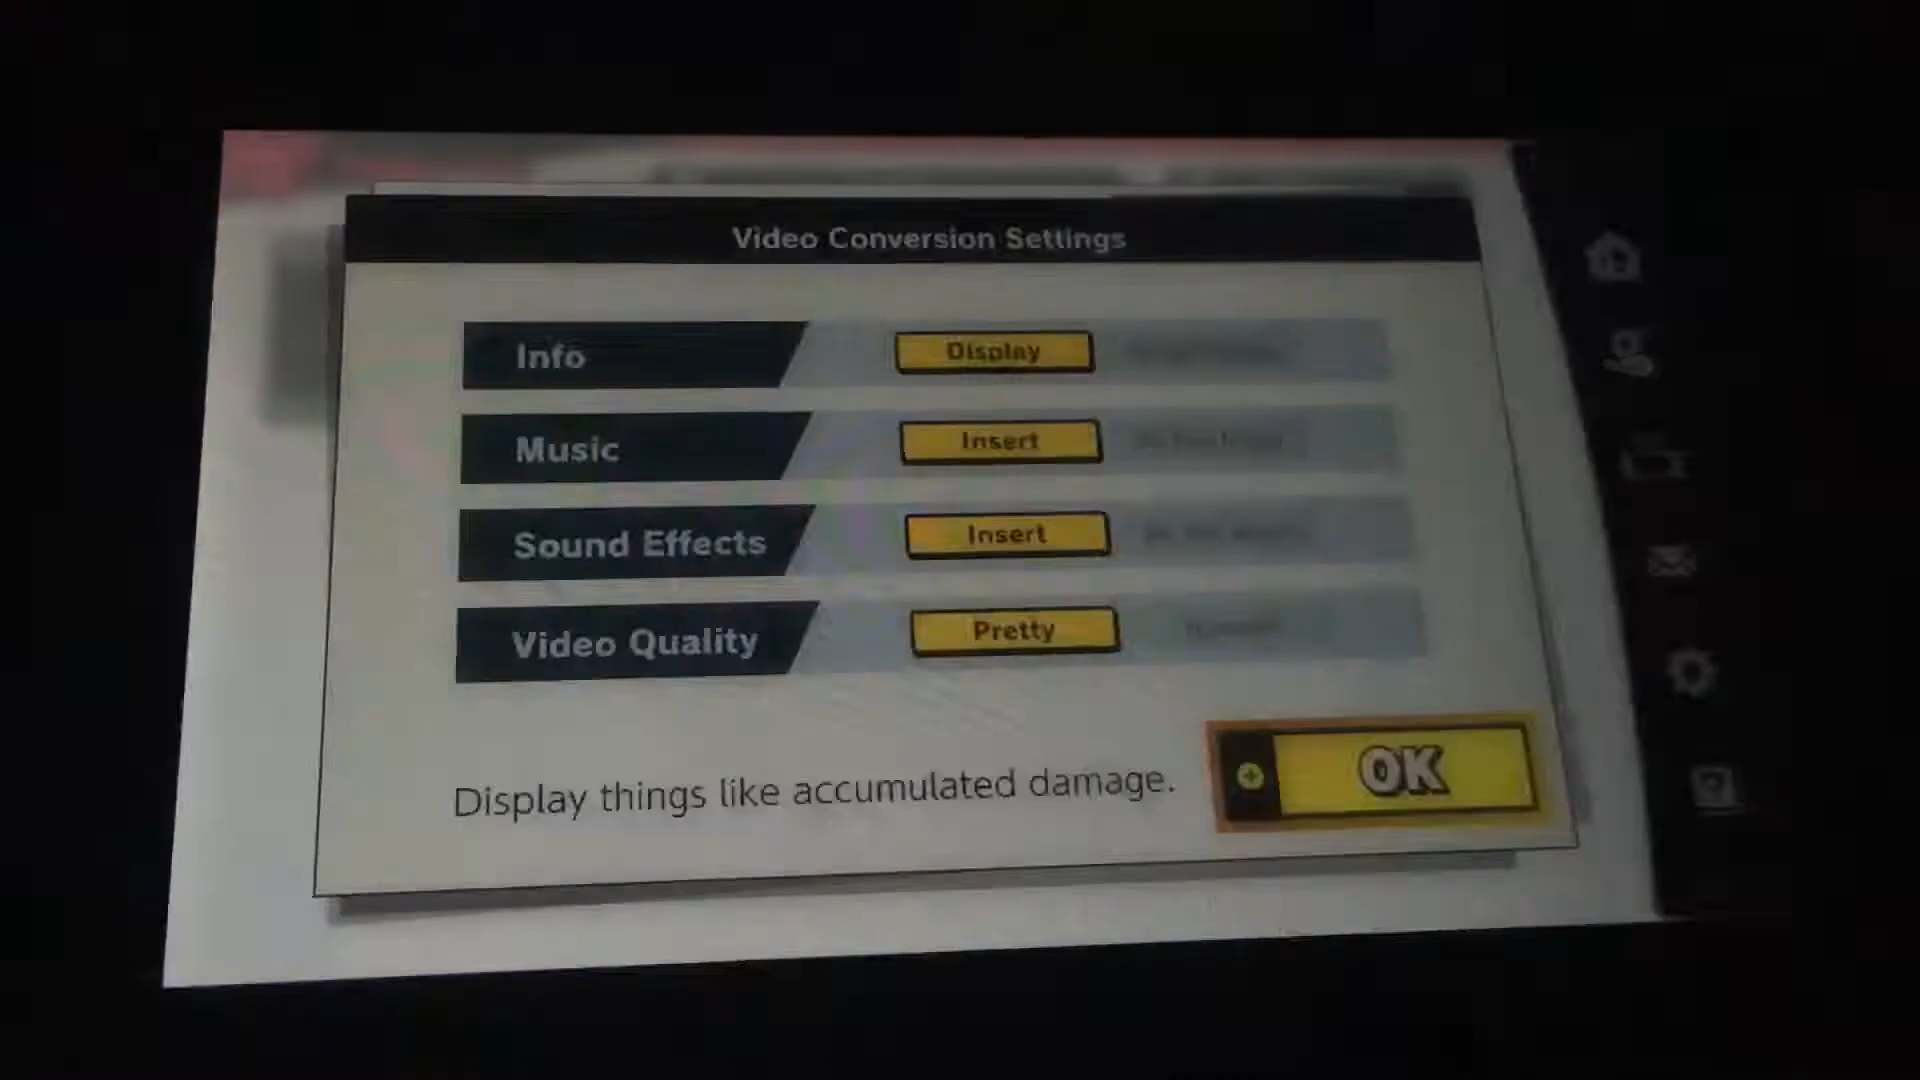 Video Conversion Settings
Info Display
Music Insert
Sound Effects Insert
Video Quality Pretty
Display things like accumulated damage.
OK